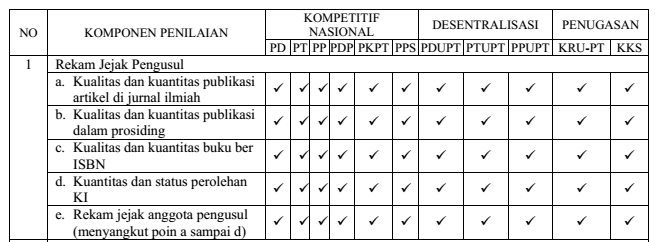 NO KOMPONEN PENILAIAN KOMPETITIF NASIONAL DESENTRALISASI PENUGASAN
PD PT PP PDP PKPT PPS PDUPT PTUPT PPUPT KRU-PT KKS
1 Rekam Jejak Pengusul
a. Kualitas dan kuantitas publikasi
artikel di jurnal ilmiah ✓ ✓ ✓ ✓ ✓ ✓ ✓ ✓ ✓ ✓ ✓
b. Kualitas dan kuantitas publikasi
dalam prosiding ✓ ✓ ✓ ✓ ✓ ✓ ✓ ✓ ✓ ✓ ✓
c. Kualitas dan kuantitas buku ber
ISBN ✓ ✓ ✓ ✓ ✓ ✓ ✓ ✓ ✓ ✓ ✓
d. Kuantitas dan status perolehan
KI ✓ ✓ ✓ ✓ ✓ ✓ ✓ ✓ ✓ ✓ ✓
e. Rekam jejak anggota pengusul
(menyangkut poin a sampai d) ✓ ✓ ✓ ✓ ✓ ✓ ✓ ✓ ✓ ✓ ✓